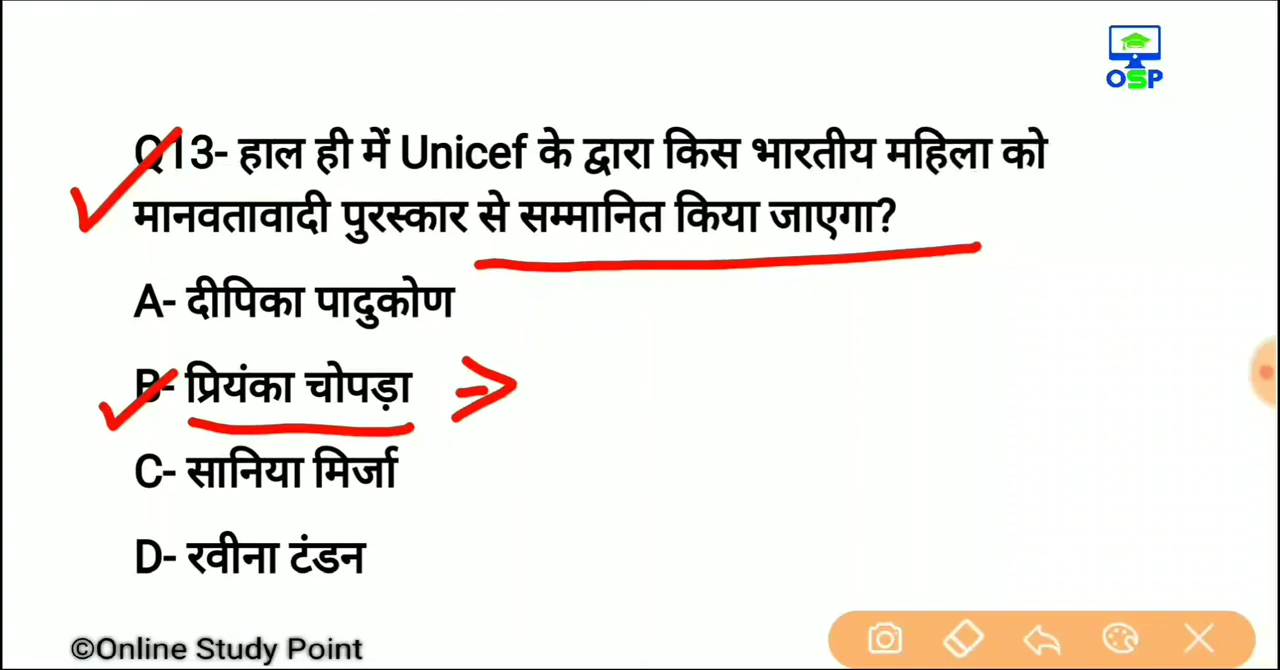 OSP
Q13- हाल ही में Unicef के द्वारा किस भारतीय महिला को
मानवतावादी पुरस्कार से सम्मानित किया जाएगा?
A- दीपिका पादुकोण
B- प्रियंका चोपड़ा
C- सानिया मिर्जा
D- रवीना टंडन
©Online Study Point